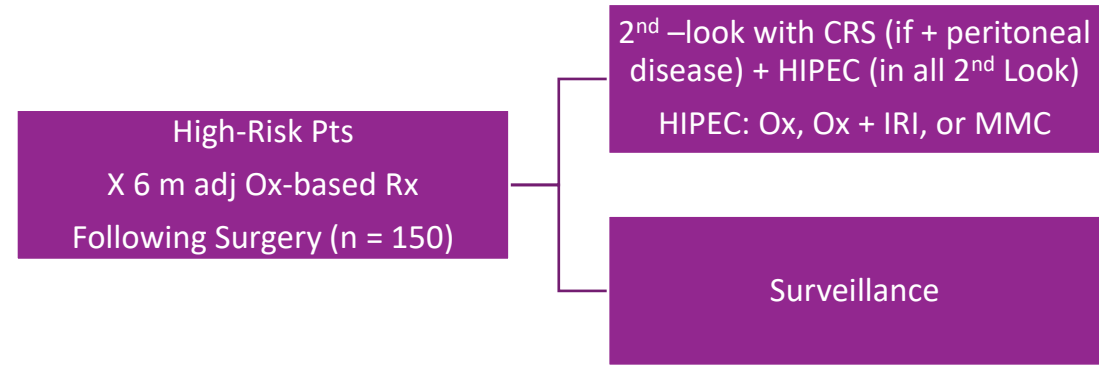 High-Risk Pts
X 6 m adj Ox-based Rx
Following Surgery (n = 150)
2nd –look with CRS (if + peritoneal
disease) + HIPEC (in all 2nd Look)
HIPEC: Ox, Ox + IRI, or MMC
Surveillance